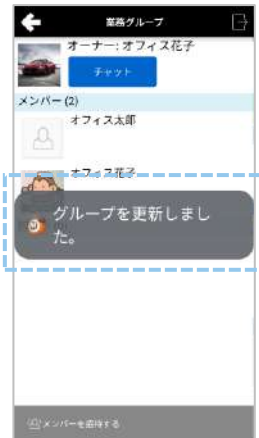 業務グループ
オーナー: オフィス花子
チャット
メンバー (2)
オフィス太郎
オフィス花子
グループを更新しまし
た。
メンバーを招待する